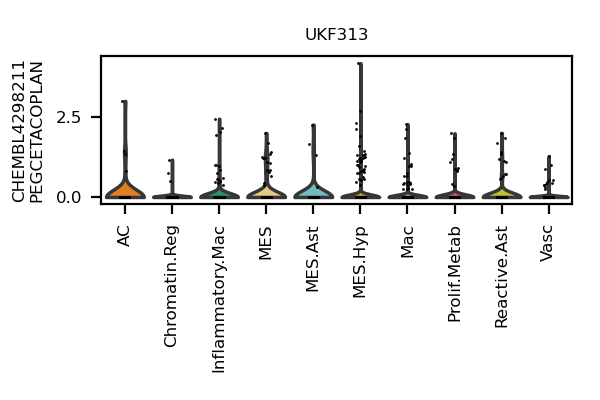 UKF313
CHEMBL4298211
PEGCETACOPLAN
2.5
0.0
AC
Chromatin.Reg
Inflammatory.Mac
MES
MES.Ast
MES.Hyp
Mac
Prolif.Metab
Reactive.Ast
Vasc